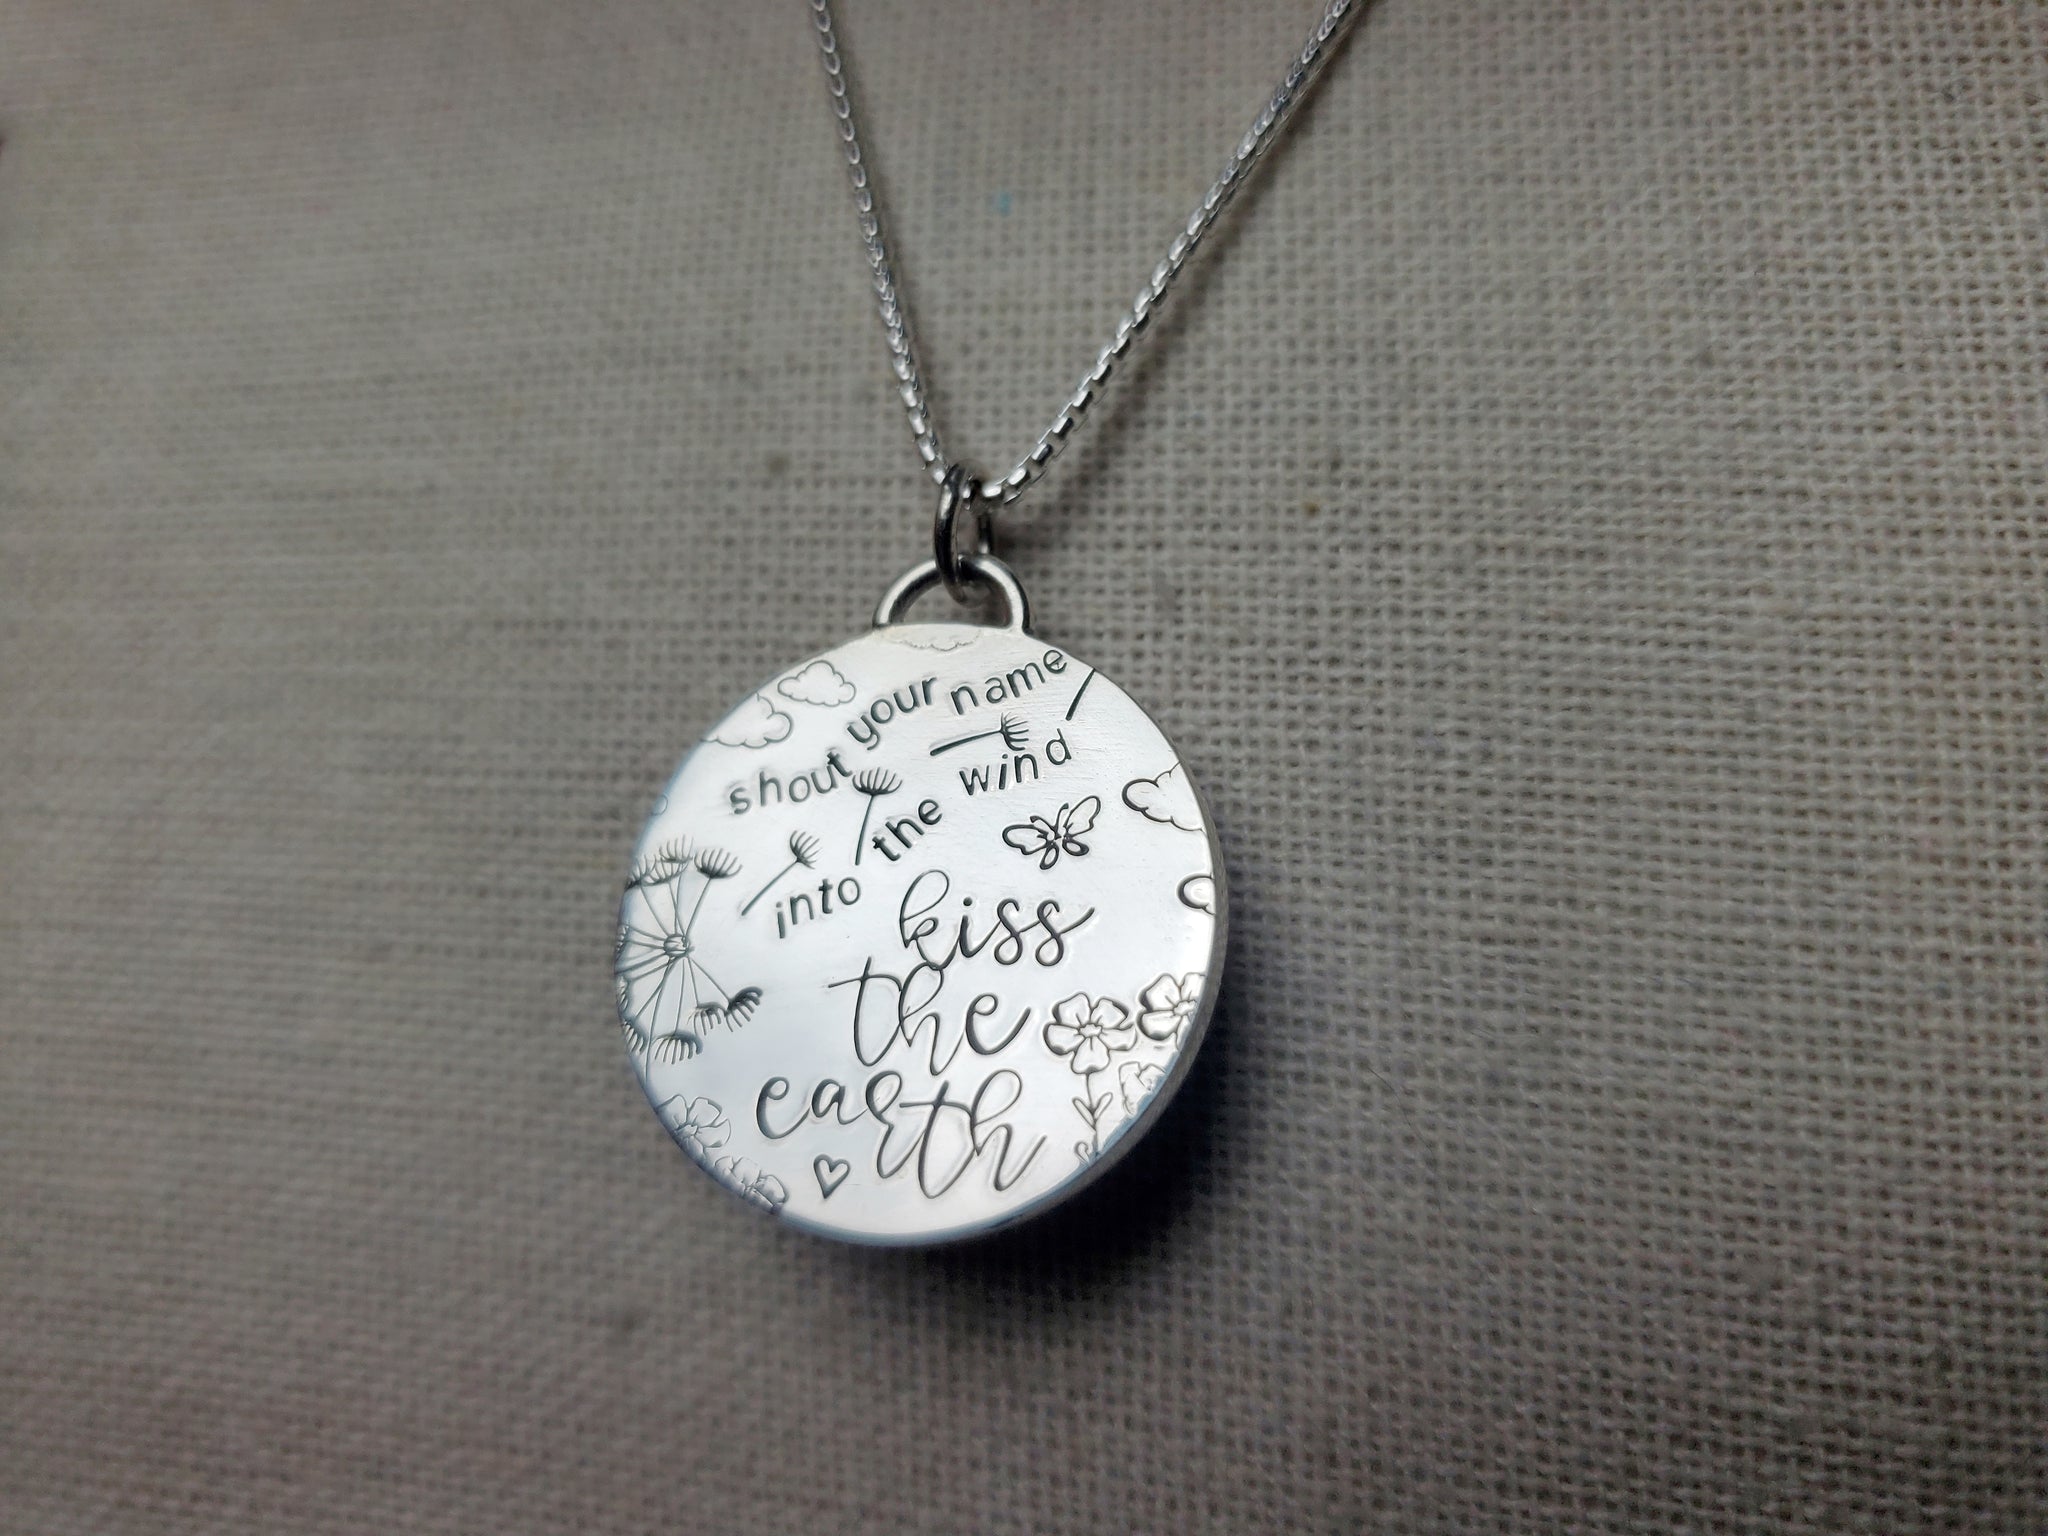 shout your name
into the wind
kiss
the
earth